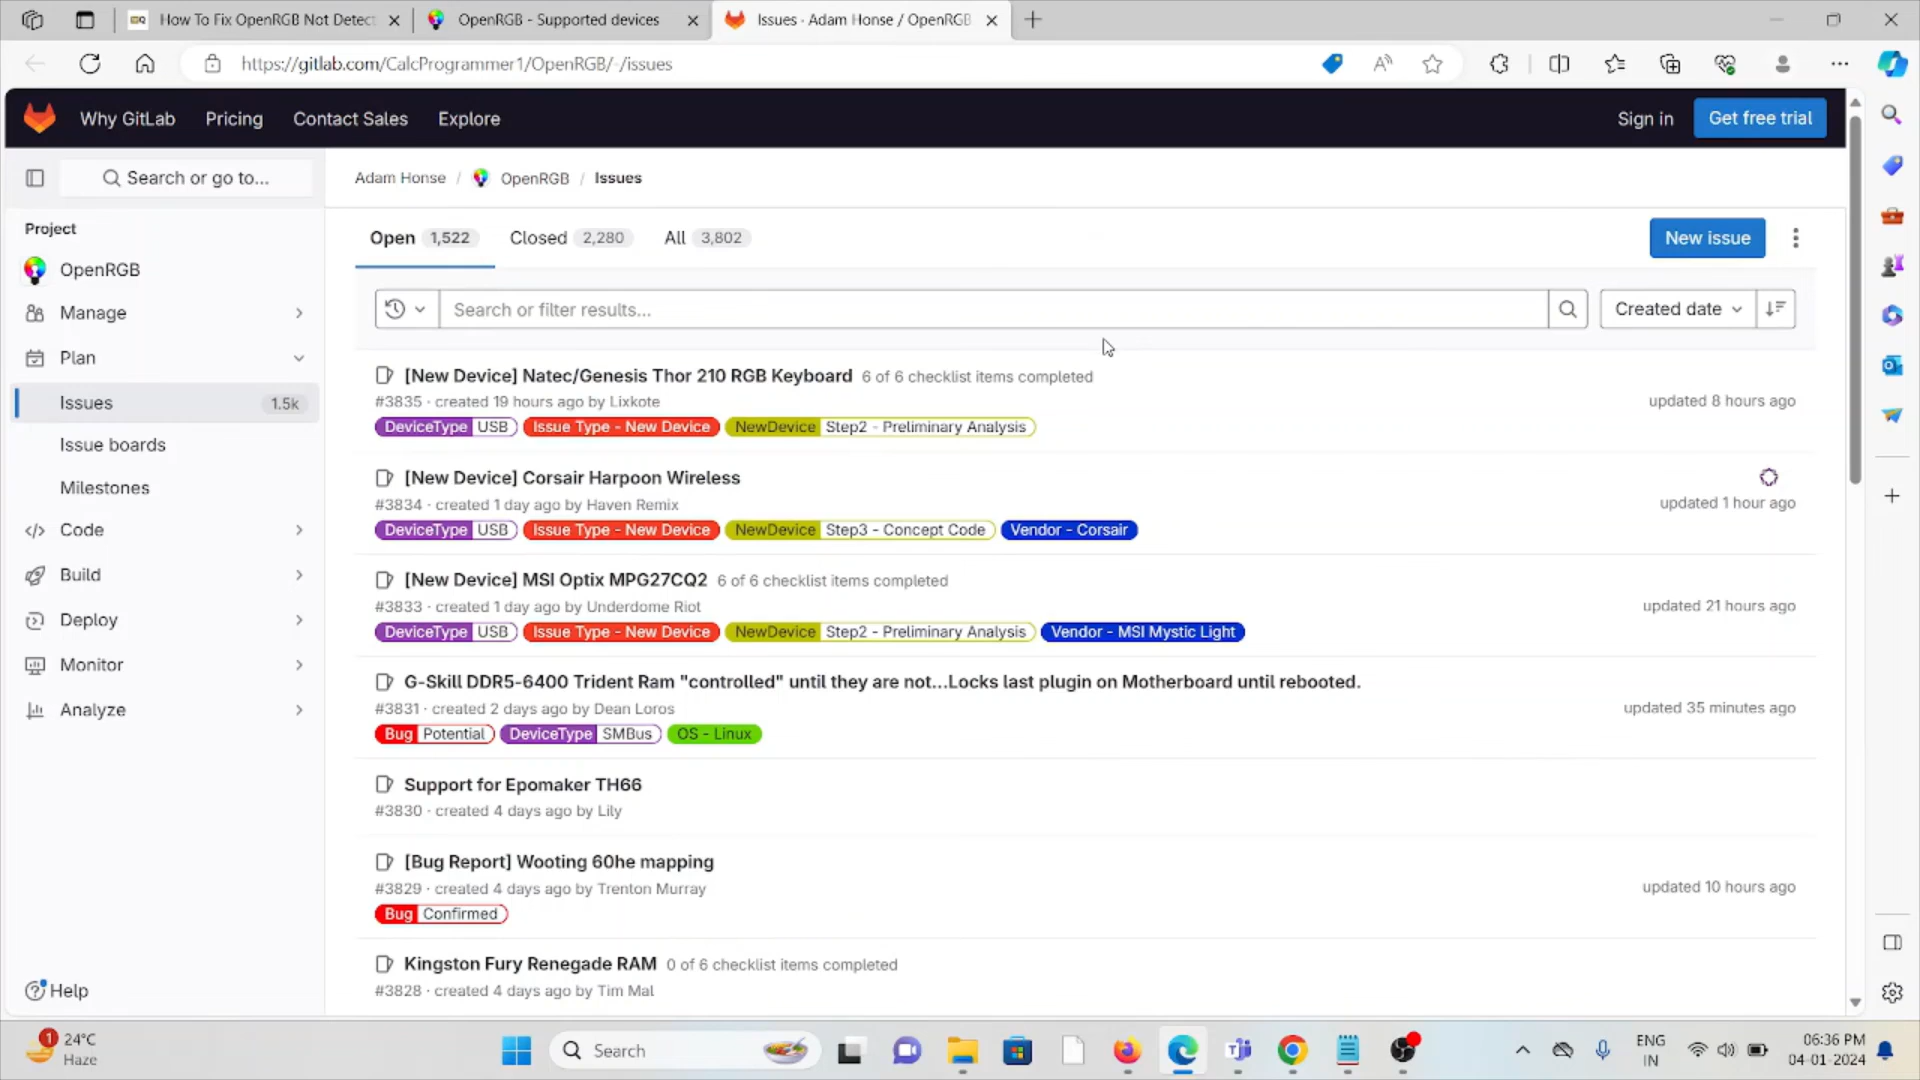 How To Fix OpenRGB Not Detect
OpenRGB - Supported devices
Issues · Adam Honse / OpenRGB
https://gitlab.com/CalcProgrammer1/OpenRGB/-/issues
Why GitLab
Pricing
Contact Sales
Explore
Sign in
Get free trial
Search or go to...
Adam Honse / OpenRGB / Issues
Project
OpenRGB
Manage
Plan
Issues 1.5k
Issue boards
Milestones
Code
Build
Deploy
Monitor
Analyze
Help
Open 1,522 Closed 2,280 All 3,802
New issue
Search or filter results...
Created date
[New Device] Natec/Genesis Thor 210 RGB Keyboard 6 of 6 checklist items completed
#3835 · created 19 hours ago by Lixkote
updated 8 hours ago
DeviceType USB Issue Type - New Device NewDevice Step2 - Preliminary Analysis
[New Device] Corsair Harpoon Wireless
#3834 · created 1 day ago by Haven Remix
updated 1 hour ago
DeviceType USB Issue Type - New Device NewDevice Step3 - Concept Code Vendor - Corsair
[New Device] MSI Optix MPG27CQ2 6 of 6 checklist items completed
#3833 · created 1 day ago by Underdome Riot
updated 21 hours ago
DeviceType USB Issue Type - New Device NewDevice Step2 - Preliminary Analysis Vendor - MSI Mystic Light
G-Skill DDR5-6400 Trident Ram "controlled" until they are not...Locks last plugin on Motherboard until rebooted.
#3831 · created 2 days ago by Dean Loros
updated 35 minutes ago
Bug Potential DeviceType SMBus OS - Linux
Support for Epomaker TH66
#3830 · created 4 days ago by Lily
[Bug Report] Wooting 60he mapping
#3829 · created 4 days ago by Trenton Murray
updated 10 hours ago
Bug Confirmed
Kingston Fury Renegade RAM 0 of 6 checklist items completed
#3828 · created 4 days ago by Tim Mal
1
24°C
Haze
Search
ENG
IN
06:36 PM
04-01-2024